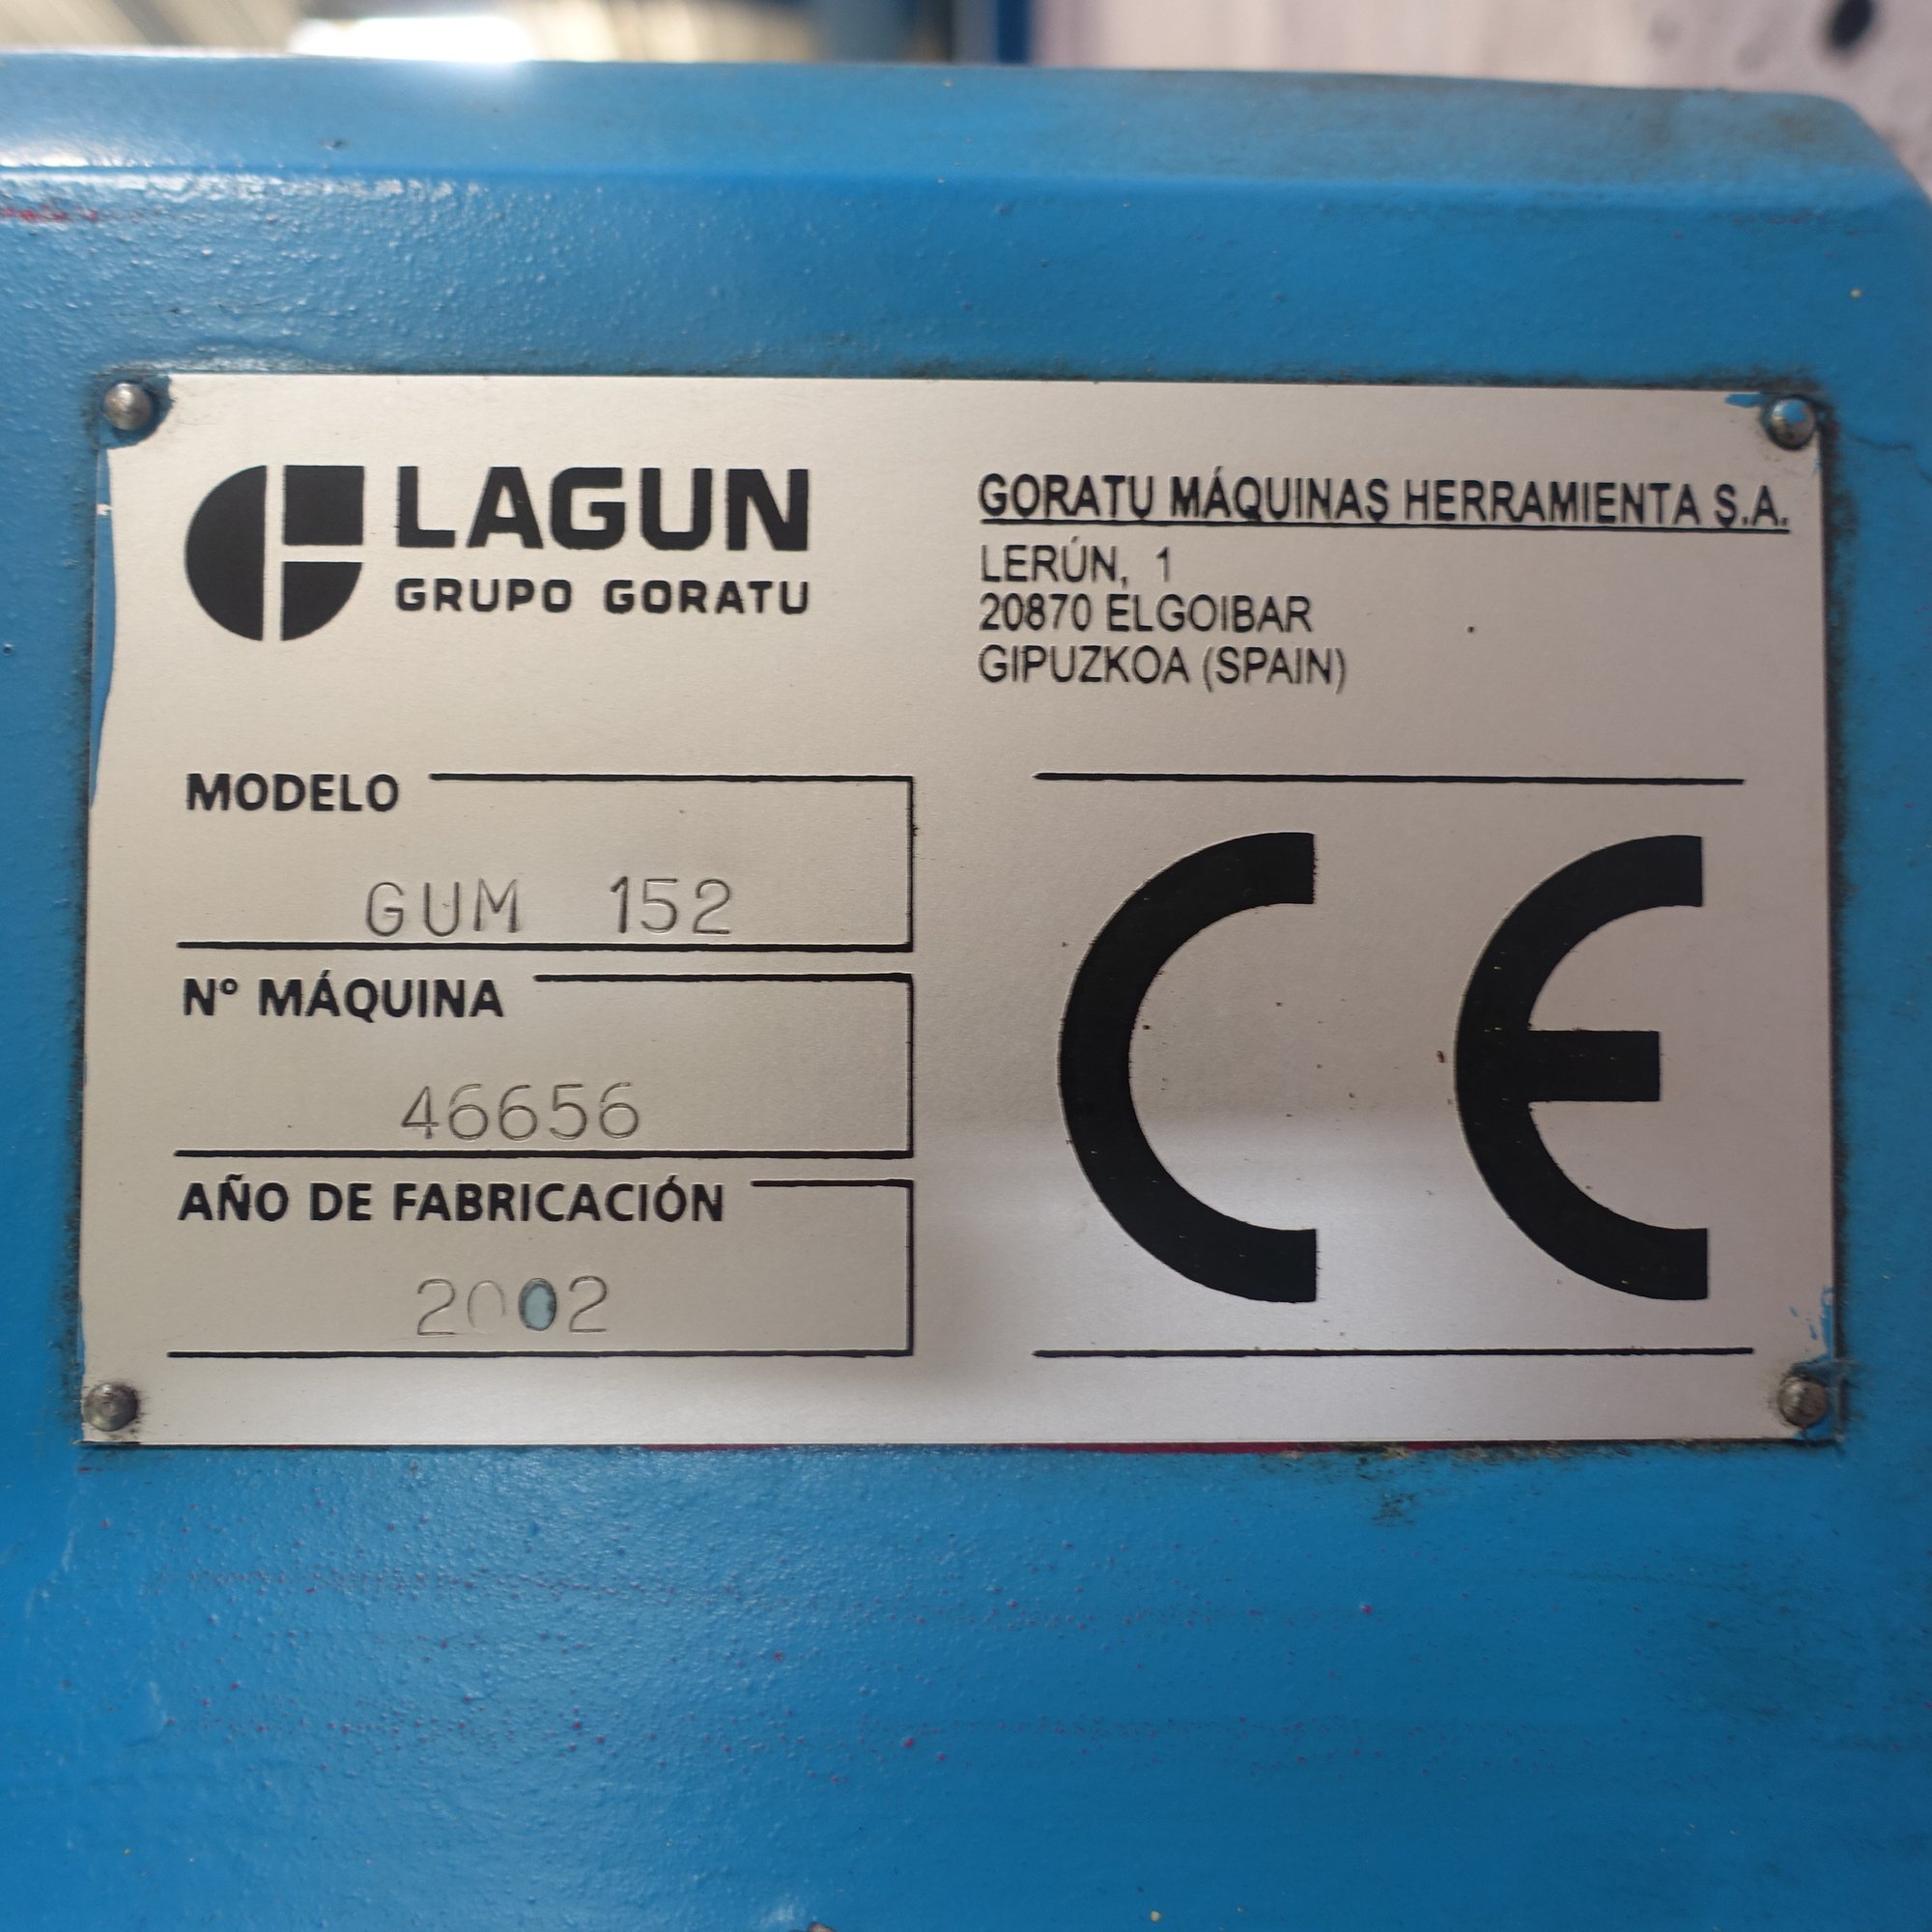 LAGUN
GRUPO GORATU
GORATU MÁQUINAS HERRAMIENTA S.A.
LERÚN, 1
20870 ELGOIBAR
GIPUZKOA (SPAIN)
MODELO
GUM 152
Nº MÁQUINA
46656
AÑO DE FABRICACIÓN
2002
CE